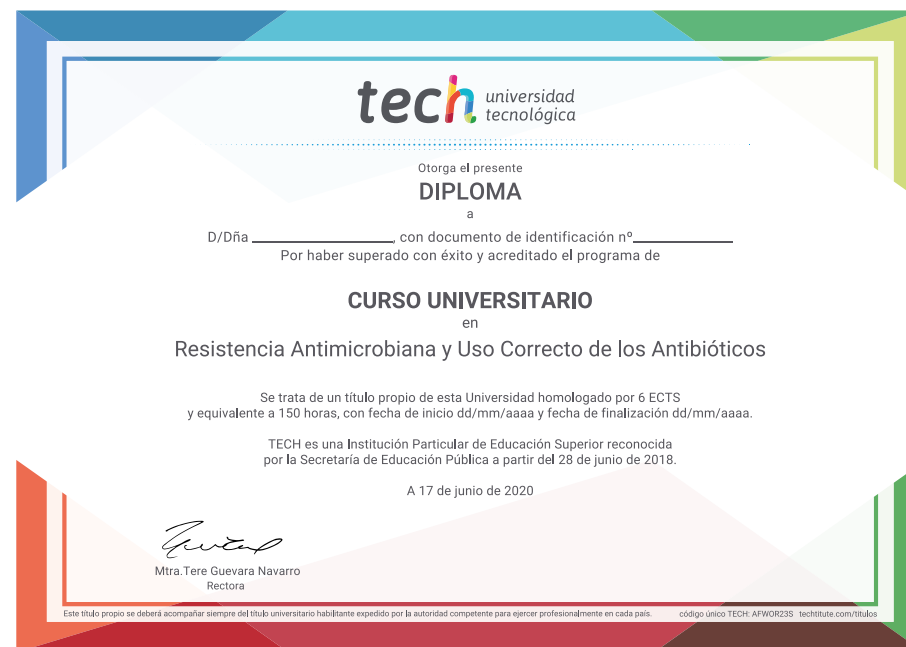 tech universidad
tecnológica
Otorga el presente
DIPLOMA
a
D/Dña ____________________, con documento de identificación nº______________
Por haber superado con éxito y acreditado el programa de
CURSO UNIVERSITARIO
en
Resistencia Antimicrobiana y Uso Correcto de los Antibióticos
Se trata de un título propio de esta Universidad homologado por 6 ECTS
y equivalente a 150 horas, con fecha de inicio dd/mm/aaaa y fecha de finalización dd/mm/aaaa.
TECH es una Institución Particular de Educación Superior reconocida
por la Secretaría de Educación Pública a partir del 28 de junio de 2018.
A 17 de junio de 2020
Mtra.Tere Guevara Navarro
Rectora
Este título propio se deberá acompañar siempre del título universitario habilitante expedido por la autoridad competente para ejercer profesionalmente en cada país. código único TECH: AFWOR23S techtitute.com/titulos